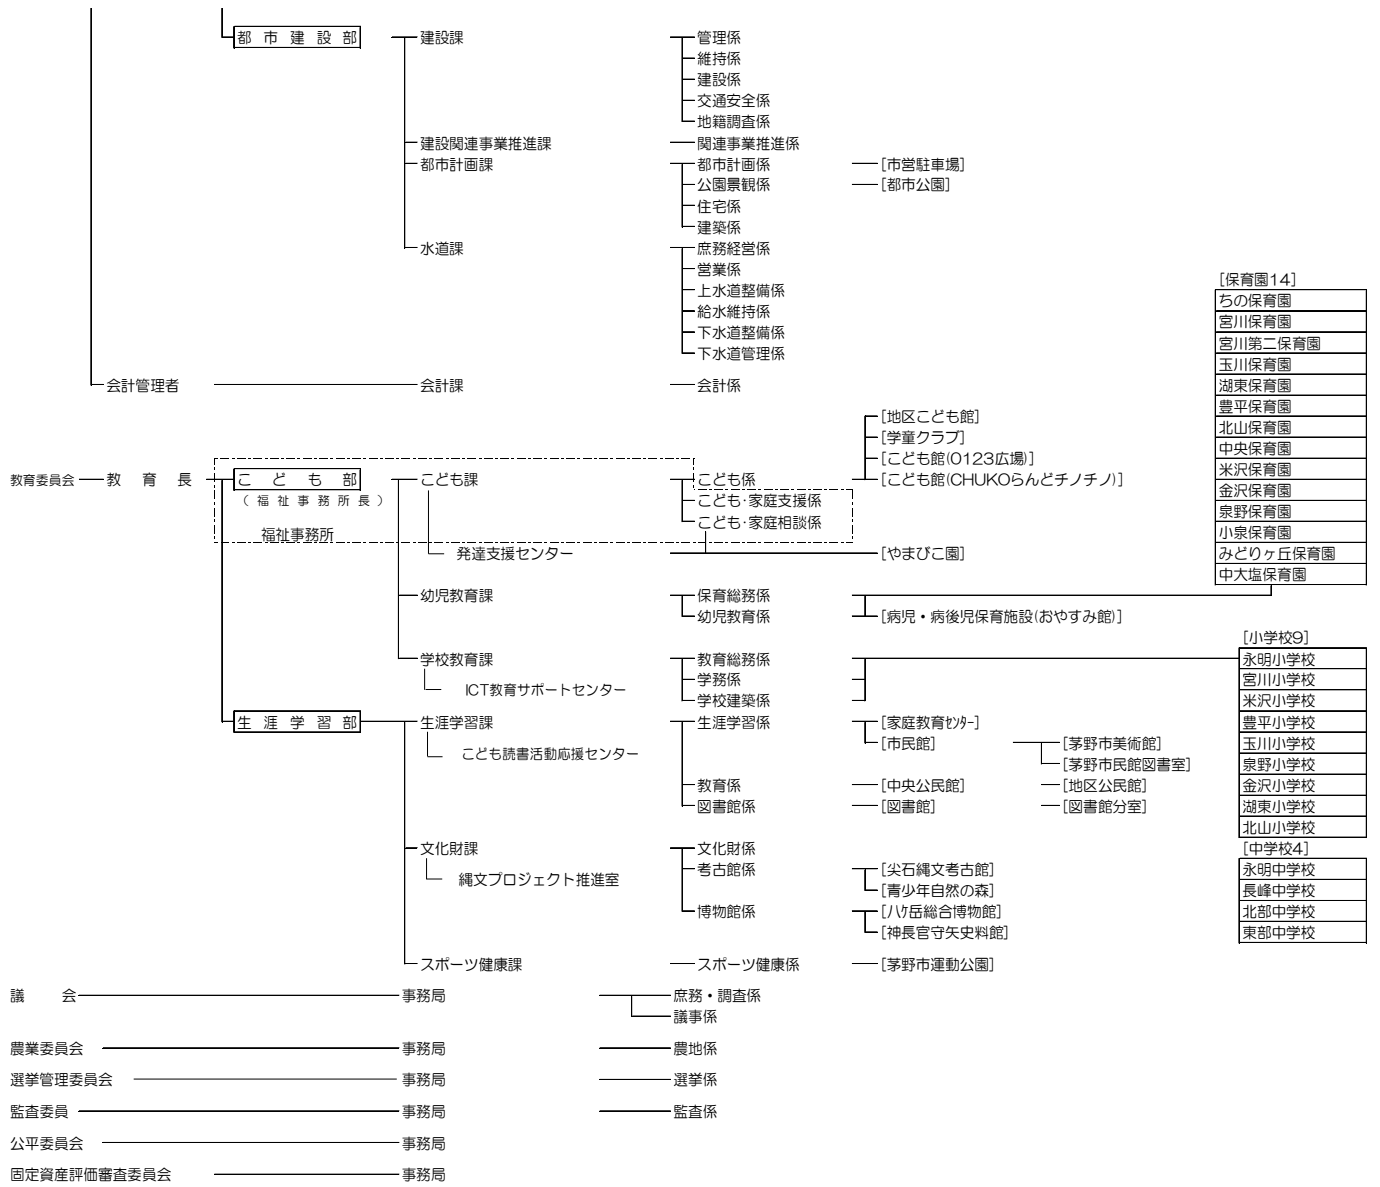 都市建設部 建設課 管理係
維持係
建設係
交通安全係
地籍調査係
建設関連事業推進課 関連事業推進係
都市計画課 都市計画係 [市営駐車場]
公園景観係 [都市公園]
住宅係
建築係
水道課 庶務経営係
営業係
上水道整備係
給水維持係
下水道整備係
下水道管理係
会計管理者 会計課 会計係
[保育園14]
ちの保育園
宮川保育園
宮川第二保育園
玉川保育園
湖東保育園
豊平保育園
北山保育園
中央保育園
米沢保育園
金沢保育園
泉野保育園
小泉保育園
みどりヶ丘保育園
中大塩保育園
[地区こども館]
[学童クラブ]
[こども館(0123広場)]
教育委員会 教育長 こども部 こども課 こども係 [こども館(CHUKOらんどチノチノ)]
(福祉事務所長) こども・家庭支援係
こども・家庭相談係
福祉事務所
発達支援センター [やまびこ園]
幼児教育課 保育総務係
幼児教育係 [病児・病後児保育施設(おやすみ館)]
学校教育課 教育総務係
ICT教育サポートセンター 学務係
学校建築係
[小学校9]
永明小学校
宮川小学校
米沢小学校
豊平小学校
玉川小学校
泉野小学校
金沢小学校
湖東小学校
北山小学校
[中学校4]
永明中学校
長峰中学校
北部中学校
東部中学校
生涯学習部 生涯学習課 生涯学習係 [家庭教育ｾﾝﾀｰ]
[市民館] [茅野市美術館]
こども読書活動応援センター [茅野市民館図書室]
教育係 [中央公民館] [地区公民館]
図書館係 [図書館] [図書館分室]
文化財課 文化財係
縄文プロジェクト推進室 考古館係 [尖石縄文考古館]
[青少年自然の森]
博物館係 [八ｹ岳総合博物館]
[神長官守矢史料館]
スポーツ健康課 スポーツ健康係 [茅野市運動公園]
議会 事務局 庶務・調査係
議事係
農業委員会 事務局 農地係
選挙管理委員会 事務局 選挙係
監査委員 事務局 監査係
公平委員会 事務局
固定資産評価審査委員会 事務局